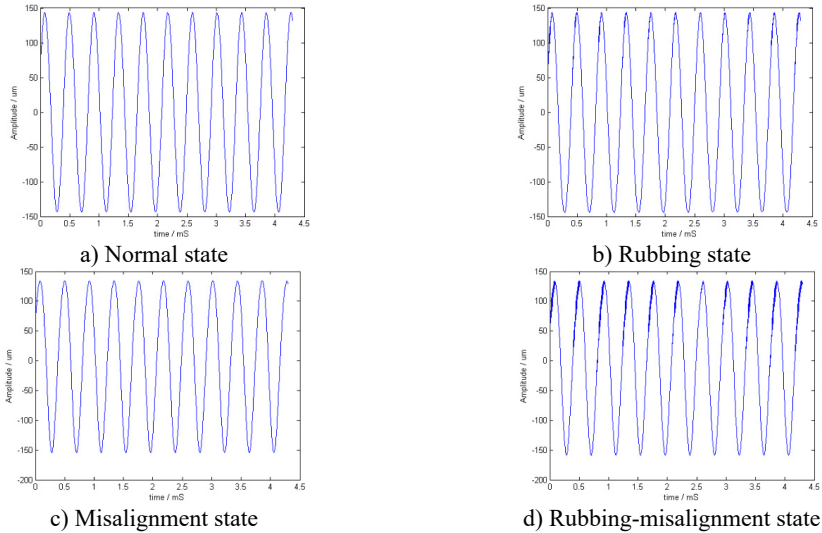 150
100
50
0
-50
-100
-150
Amplitude / um
0 0.5 1 1.5 2 2.5 3 3.5 4 4.5
time / mS
a) Normal state
150
100
50
0
-50
-100
-150
Amplitude / um
0 0.5 1 1.5 2 2.5 3 3.5 4 4.5
time / mS
b) Rubbing state
150
100
50
0
-50
-100
-150
-200
Amplitude / um
0 0.5 1 1.5 2 2.5 3 3.5 4 4.5
time / mS
c) Misalignment state
150
100
50
0
-50
-100
-150
-200
Amplitude / um
0 0.5 1 1.5 2 2.5 3 3.5 4 4.5
time / mS
d) Rubbing-misalignment state